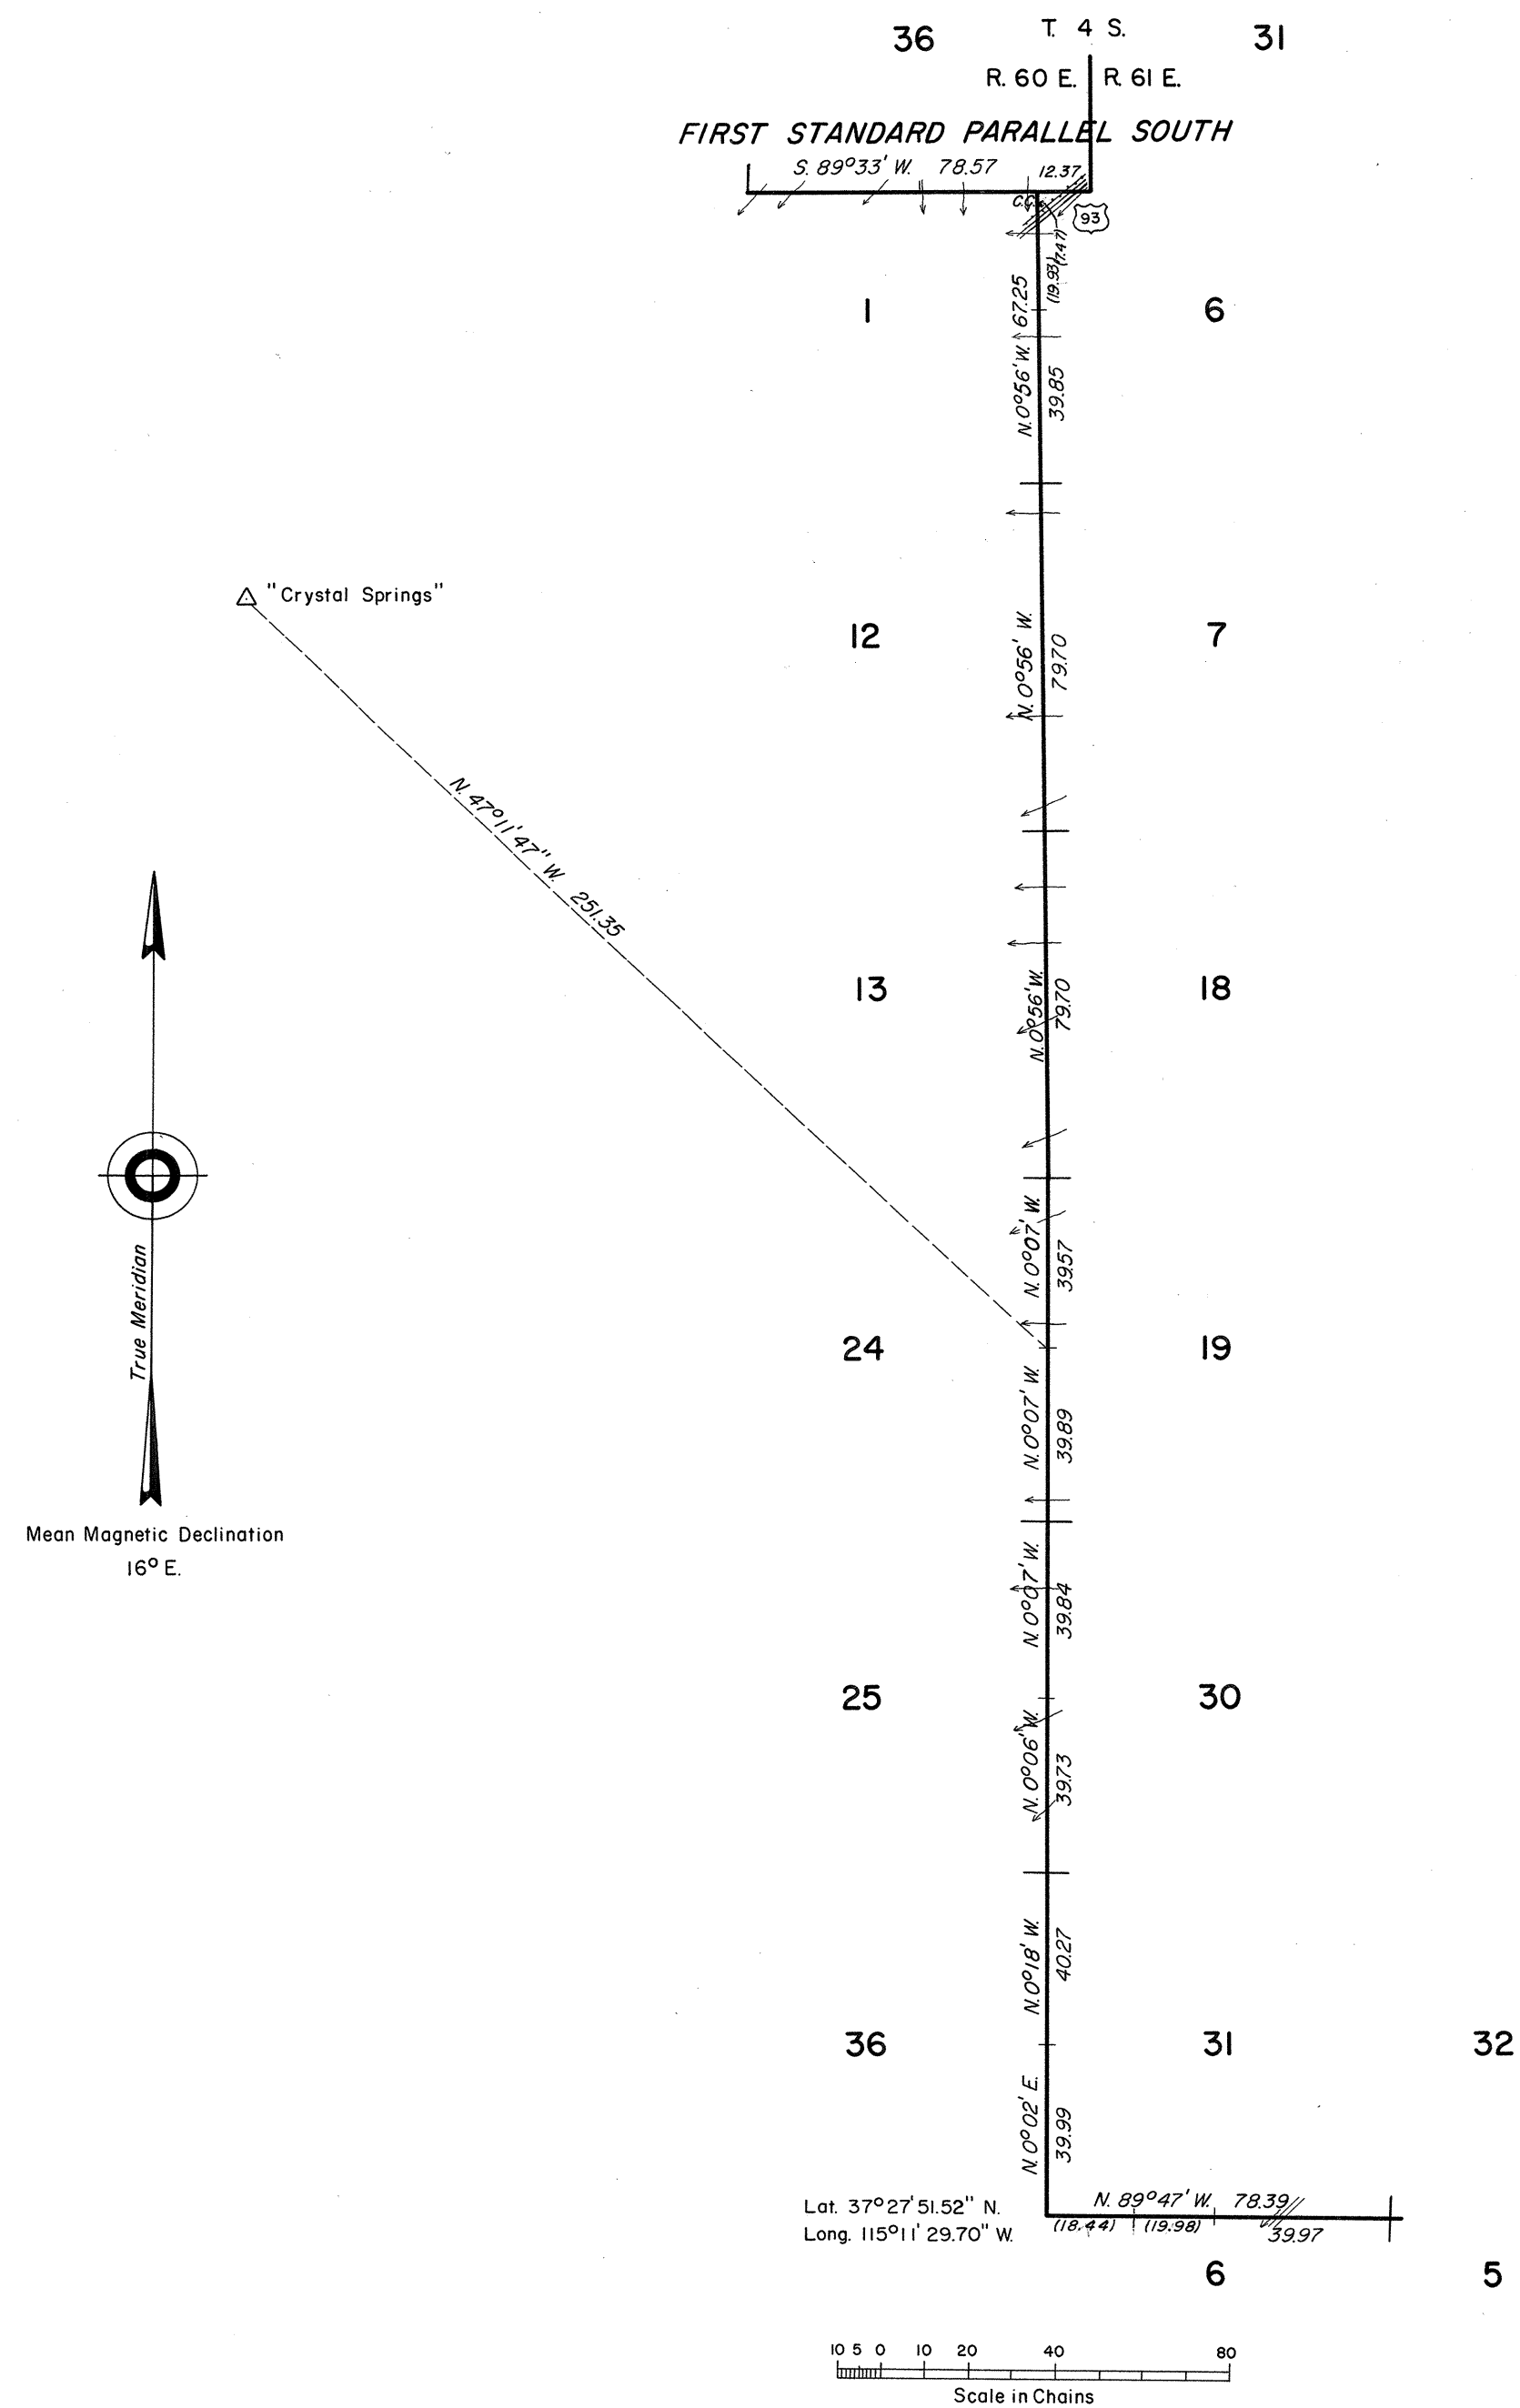 36
T. 4 S.
31
R. 60 E.
R. 61 E.
FIRST STANDARD PARALLEL SOUTH
S. 89°33' W. 78.57
12.37
C.C.
93
(7.47)
(19.93)
N. 0°56' W. 67.25
39.85
1
6
"Crystal Springs"
12
7
N. 0°56' W.
79.70
N. 47°11'47" W. 251.35
13
18
N. 0°56' W.
79.70
N. 0°07' W.
39.57
24
19
N. 0°07' W.
39.89
True Meridian
Mean Magnetic Declination
16° E.
N. 0°07' W.
39.84
25
30
N. 0°06' W.
39.73
N. 0°18' W.
40.27
36
31
32
N. 0°02' E.
39.99
Lat. 37°27'51.52" N.
Long. 115°11'29.70" W.
N. 89°47' W. 78.39
(18.44)
(19.98)
39.97
6
5
10 5 0 10 20 40 80
Scale in Chains